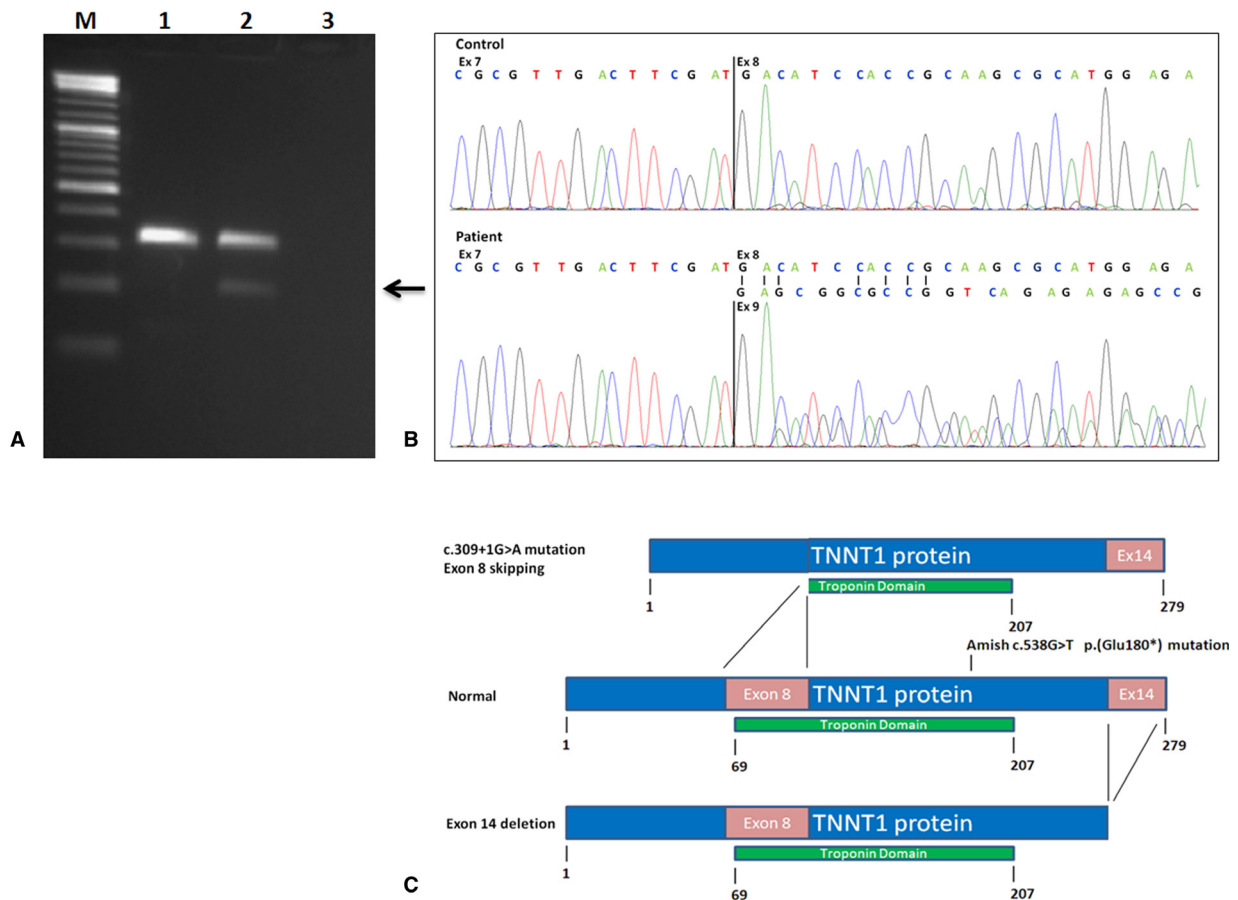 M 1 2 3
A
Control
Ex 7 Ex 8
C G C G T T G A C T T C G A T G A C A T C C A C C G C A A G C G C A T G G A G A
Patient
Ex 7 Ex 8
C G C G T T G A C T T C G A T G A C A T C C A C C G C A A G C G C A T G G A G A
G A G C G G C G C C G G T C A G A G A G A G C C G
Ex 9
B
c.309+1G>A mutation
Exon 8 skipping
TNNT1 protein
Ex14
Troponin Domain
1
207
279
Amish c.538G>T p.(Glu180*) mutation
Normal
Exon 8
TNNT1 protein
Ex14
Troponin Domain
1
69
207
279
Exon 14 deletion
Exon 8
TNNT1 protein
Troponin Domain
1
69
207
C